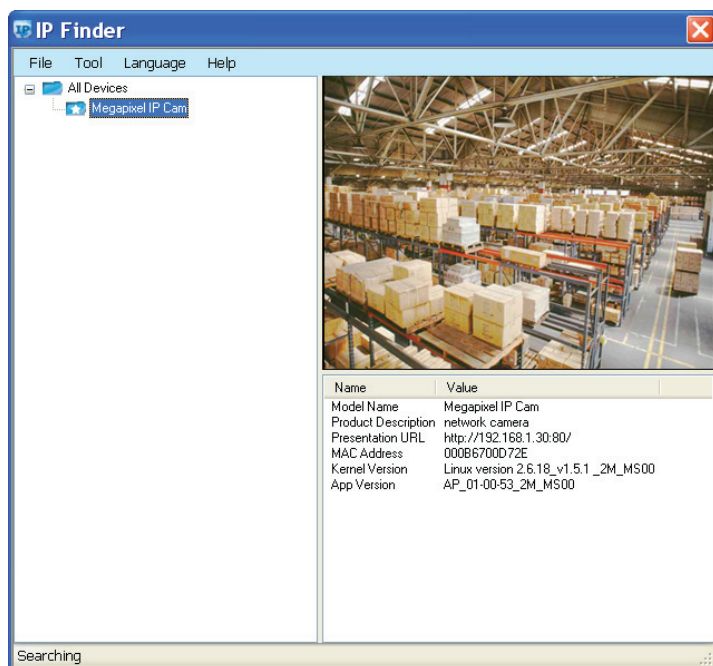 IP Finder
File Tool Language Help
All Devices
Megapixel IP Cam
Name Value
Model Name Megapixel IP Cam
Product Description network camera
Presentation URL http://192.168.1.30:80/
MAC Address 000B6700D72E
Kernel Version Linux version 2.6.18_v1.5.1 _2M_MS00
App Version AP_01-00-53_2M_MS00
Searching